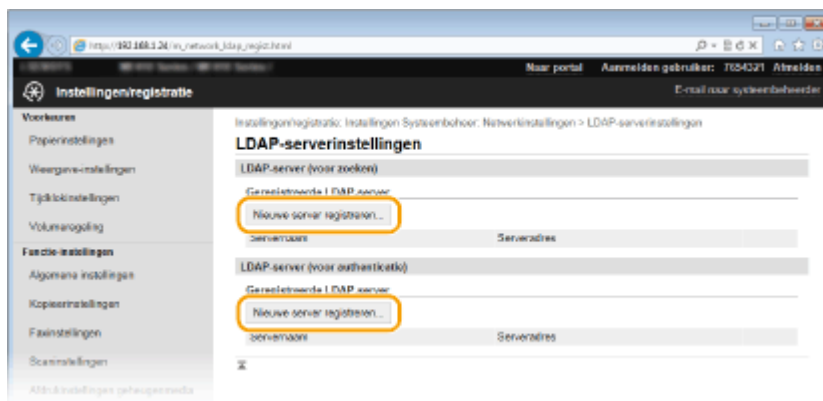 http://192.168.1.24/m_network_ldap_regist.html
Naar portal Aanmelden gebruiker: 7654321 Afmelden
Instellingen/registratie
E-mail naar systeembeheerder
Voorkeuren
Papierinstellingen
Weergave-instellingen
Tijdklokinstellingen
Volumeregeling
Functie-instellingen
Algemene instellingen
Kopieerinstellingen
Faxinstellingen
Scaninstellingen
Afdrukinstellingen geheugenmedia
Instellingen/registratie: Instellingen Systeembeheer: Netwerkinstellingen > LDAP-serverinstellingen
LDAP-serverinstellingen
LDAP-server (voor zoeken)
Geregistreerde LDAP-server
Nieuwe server registreren...
Servernaam Serveradres
LDAP-server (voor authenticatie)
Geregistreerde LDAP-server
Nieuwe server registreren...
Servernaam Serveradres